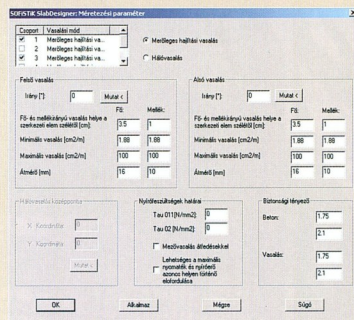 SOFiSTiK SlabDesigner: Méretezési paraméter
Csoport Vasalási mód
1 Merőleges hajlítási va...
2 Merőleges hajlítási va...
3 Merőleges hajlítási va...
Merőleges hajlítási vasalás
Hálóvasalás
Felső vasalás
Irány [°]: 0 Mutat <
Fő: Mellék:
Fő- és mellékirányú vasalás helye a szerkezeti elem szélétől [cm]: 3.5 1
Minimális vasalás [cm2/m] 1.88 1.88
Maximális vasalás [cm2/m] 100 100
Átmérő [mm] 16 10
Alsó vasalás
Irány [°]: 0 Mutat <
Fő: Mellék:
Fő- és mellékirányú vasalás helye a szerkezeti elem szélétől [cm]: 3.5 1
Minimális vasalás [cm2/m] 1.88 1.88
Maximális vasalás [cm2/m] 100 100
Átmérő [mm] 16 10
Hálóvasalás középpontja
X - Koordináta: 0
Y - Koordináta: 0
Mutat <
Nyírófeszültségek határai
Tau 011[N/mm2]: 0
Tau 02 [N/mm2]: 0
Mezővasalás átfedésekkel
Lehetséges a maximális nyomaték és nyíróerő azonos helyen történő előfordulása
Biztonsági tényező
Beton: 1.75
2.1
Vasalás: 1.75
2.1
OK Alkalmaz Mégse Súgó